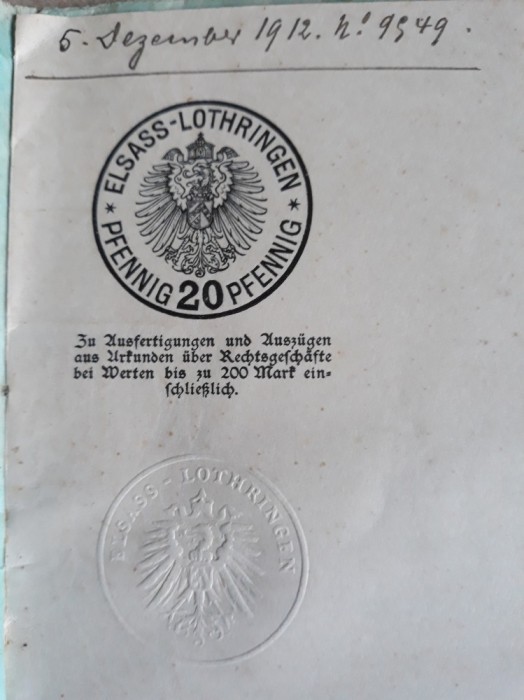 5. Dezember 1912. N.º 9549.
ELSASS-LOTHRINGEN
* PFENNIG 20 PFENNIG *
Zu Ausfertigungen und Auszügen
aus Urkunden über Rechtsgeschäfte
bei Werten bis zu 200 Mark ein=
schließlich.
ELSASS - LOTHRINGEN